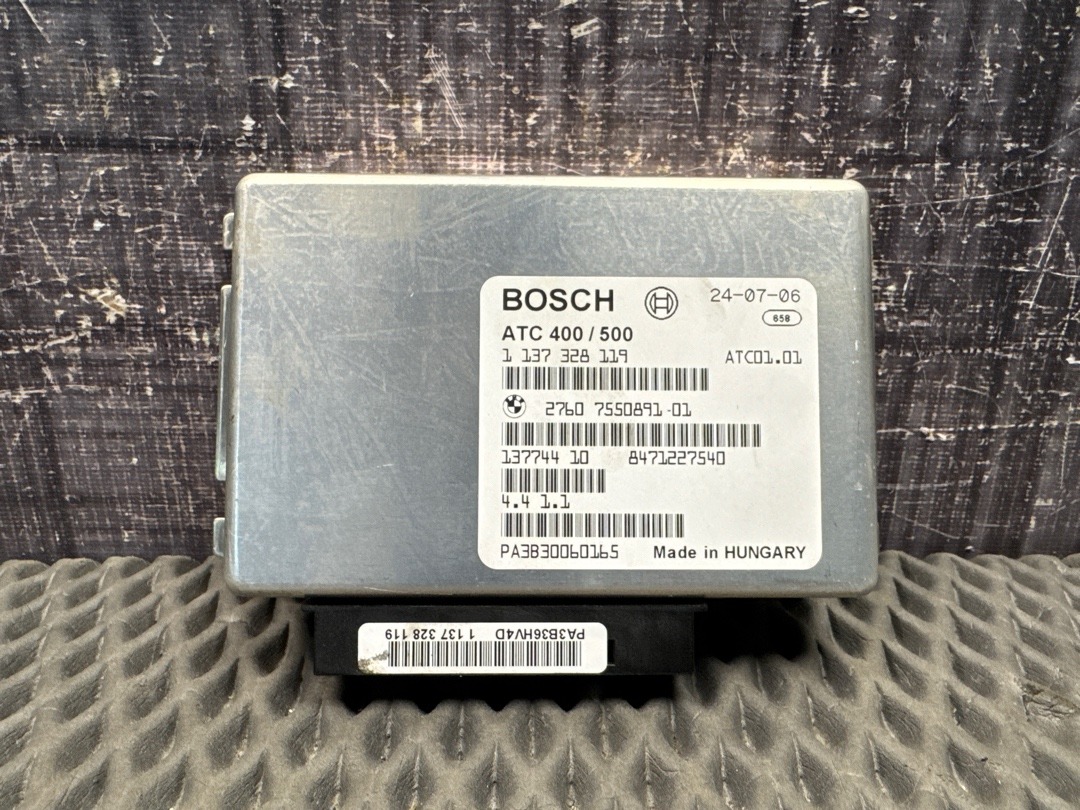 BOSCH 24-07-06
658
ATC 400 / 500
1 137 328 119 ATC01.01
2760 7550891-01
137744 10 8471227540
4.4 1.1
PA3B30060165 Made in HUNGARY
PA3B36HV4D 1 137 328 119